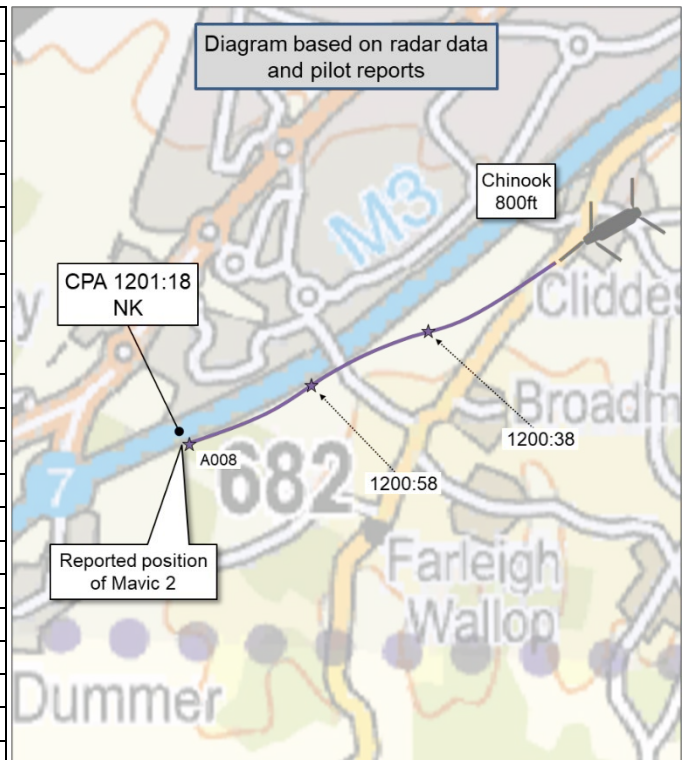 Diagram based on radar data
and pilot reports
Chinook
800ft
M3
CPA 1201:18
NK
Cliddes
Broadm
1200:38
A008
682
1200:58
7
Reported position
of Mavic 2
Farleigh
Wallop
Dummer